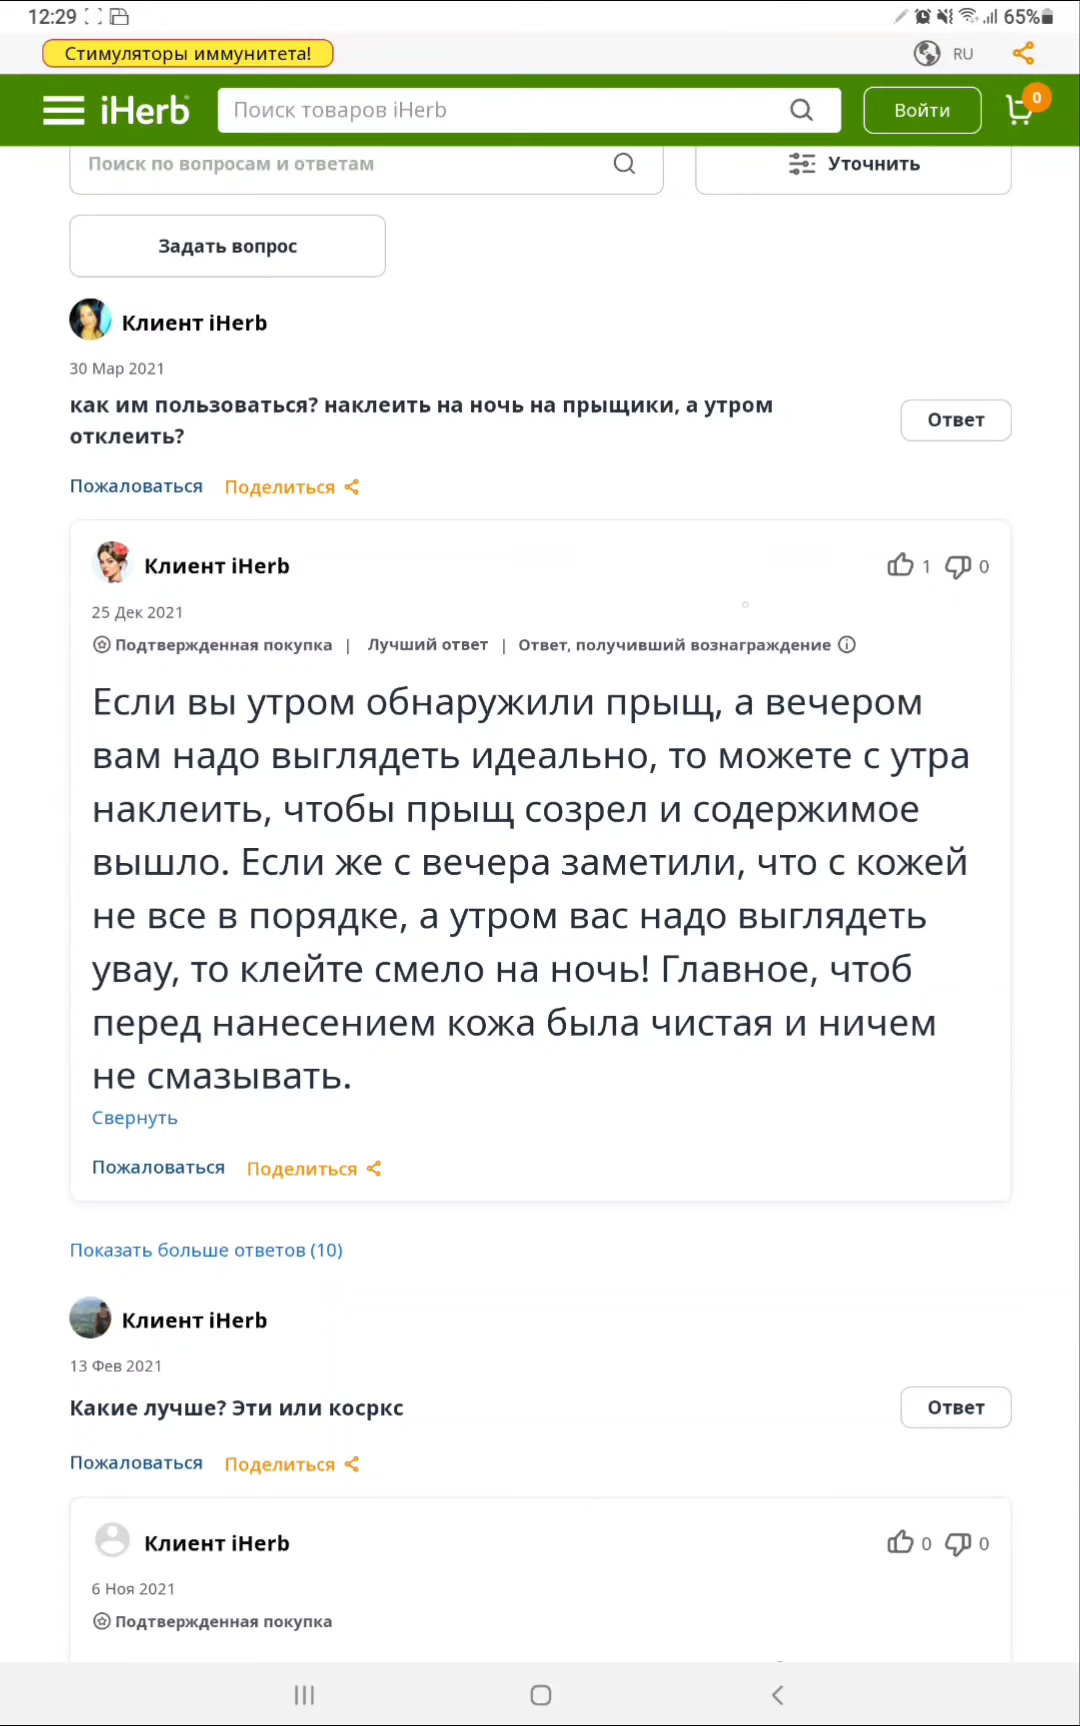 12:29
65%
Стимуляторы иммунитета!
RU
iHerb
Поиск товаров iHerb
Войти
0
Поиск по вопросам и ответам
Уточнить
Задать вопрос
Клиент iHerb
30 Мар 2021
как им пользоваться? наклеить на ночь на прыщики, а утром
отклеить?
Ответ
Пожаловаться Поделиться
Клиент iHerb
1 0
25 Дек 2021
Подтвержденная покупка | Лучший ответ | Ответ, получивший вознаграждение
Если вы утром обнаружили прыщ, а вечером
вам надо выглядеть идеально, то можете с утра
наклеить, чтобы прыщ созрел и содержимое
вышло. Если же с вечера заметили, что с кожей
не все в порядке, а утром вас надо выглядеть
увау, то клейте смело на ночь! Главное, чтоб
перед нанесением кожа была чистая и ничем
не смазывать.
Свернуть
Пожаловаться Поделиться
Показать больше ответов (10)
Клиент iHerb
13 Фев 2021
Какие лучше? Эти или косркс
Ответ
Пожаловаться Поделиться
Клиент iHerb
0 0
6 Ноя 2021
Подтвержденная покупка